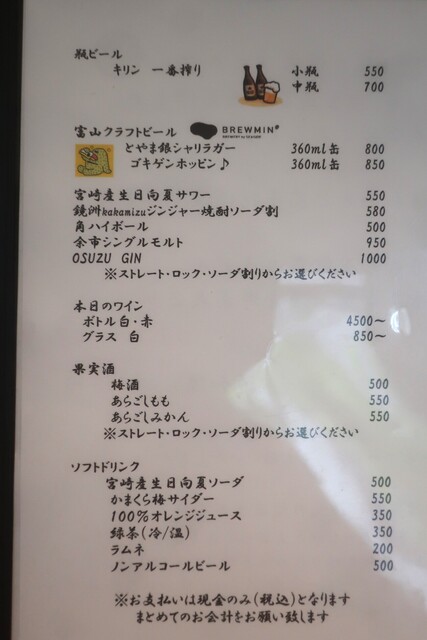 瓶ビール
キリン 一番搾り 小瓶 550
中瓶 700
富山クラフトビール BREWMIN'
とやま銀シャリラガー 360ml缶 800
ゴキゲンホッピン♪ 360ml缶 850
宮崎産生日向夏サワー 550
鏡洲kakamizuジンジャー焼酎ソーダ割 580
角ハイボール 500
余市シングルモルト 950
OSUZU GIN 1000
※ストレート・ロック・ソーダ割りからお選びください
本日のワイン
ボトル白・赤 4500~
グラス 白 850~
果実酒
梅酒 500
あらごしもも 550
あらごしみかん 550
※ストレート・ロック・ソーダ割りからお選びください
ソフトドリンク
宮崎産生日向夏ソーダ 500
かまくら梅サイダー 550
100%オレンジジュース 350
緑茶(冷/温) 350
ラムネ 200
ノンアルコールビール 500
※お支払いは現金のみ(税込)となります
まとめてのお会計をお願い致します